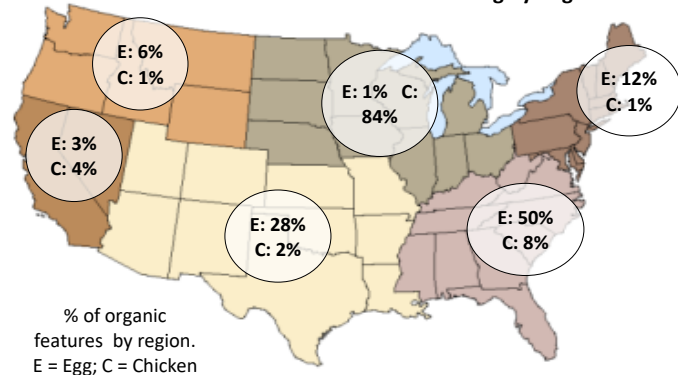 E: 6%
C: 1%
E: 1% C:
84%
E: 12%
C: 1%
E: 3%
C: 4%
E: 28%
C: 2%
E: 50%
C: 8%
% of organic
features by region.
E = Egg; C = Chicken